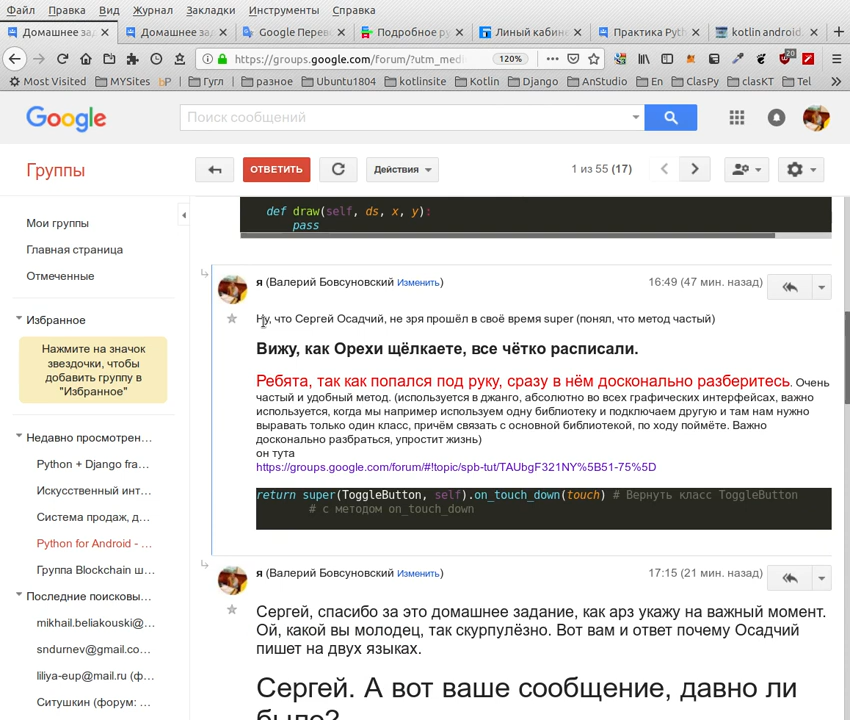 Файл Правка Вид Журнал Закладки Инструменты Справка
Домашнее за Домашнее зад Google Перев Подробное ру Личый кабин Практика Pyth kotlin android.
https://groups.google.com/forum/?utm_medi 120% 20
Most Visited MYSites bP Гугл разное Ubuntu1804 kotlinsite Kotlin Django AnStudio En ClasPy clasKT Tel
Google Поиск сообщений
Группы ОТВЕТИТЬ Действия 1 из 55 (17)
Мои группы
Главная страница
Отмеченные
Избранное
Нажмите на значок
звездочки, чтобы
добавить группу в
"Избранное"
Недавно просмотрен...
Python + Django fra...
Искусственный инт...
Система продаж, д...
Python for Android - ...
Группа Blockchain ш...
Последние поисковы...
mikhail.beliakouski@...
sndurnev@gmail.co...
liliya-eup@mail.ru (ф...
Ситушкин (форум: ...
def draw(self, ds, x, y):
pass
я (Валерий Бовсуновский Изменить) 16:49 (47 мин. назад)
Ну, что Сергей Осадчий, не зря прошёл в своё время super (понял, что метод частый)
Вижу, как Орехи щёлкаете, все чётко расписали.
Ребята, так как попался под руку, сразу в нём досконально разберитесь. Очень
частый и удобный метод. (используется в джанго, абсолютно во всех графических интерфейсах, важно
используется, когда мы например используем одну библиотеку и подключаем другую и там нам нужно
выравать только один класс, причём связать с основной библиотекой, по ходу поймёте. Важно
досконально разбраться, упростит жизнь)
он тута
https://groups.google.com/forum/#!topic/spb-tut/TAUbgF321NY%5B51-75%5D
return super(ToggleButton, self).on_touch_down(touch) # Вернуть класс ToggleButton
# с методом on_touch_down
я (Валерий Бовсуновский Изменить) 17:15 (21 мин. назад)
Сергей, спасибо за это домашнее задание, как арз укажу на важный момент.
Ой, какой вы молодец, так скурпулёзно. Вот вам и ответ почему Осадчий
пишет на двух языках.
Сергей. А вот ваше сообщение, давно ли
было?